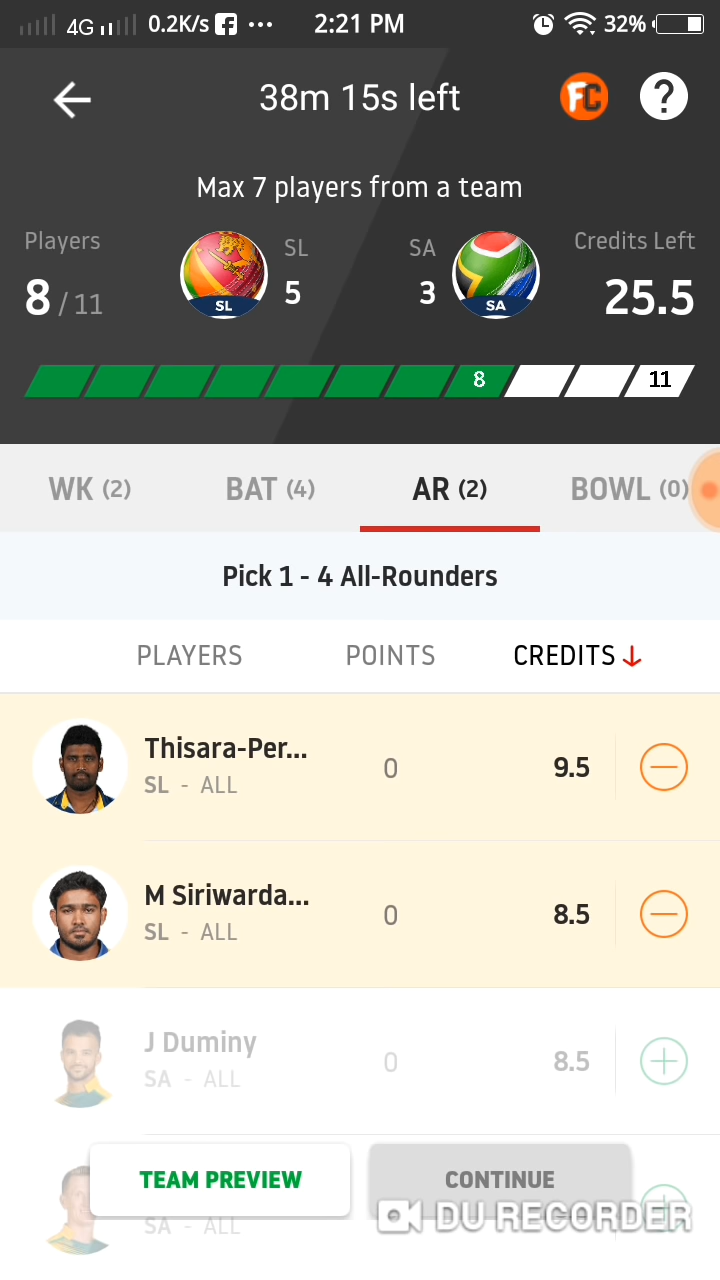 4G 0.2K/s 2:21 PM 32%
38m 15s left FC ?
Max 7 players from a team
Players SL SA Credits Left
8 / 11 5 3 25.5
SL SA
8 11
WK (2) BAT (4) AR (2) BOWL (0)
Pick 1 - 4 All-Rounders
PLAYERS POINTS CREDITS
Thisara-Per... 0 9.5
SL - ALL
M Siriwarda... 0 8.5
SL - ALL
J Duminy 0 8.5
SA - ALL
TEAM PREVIEW CONTINUE
DU RECORDER
SA - ALL